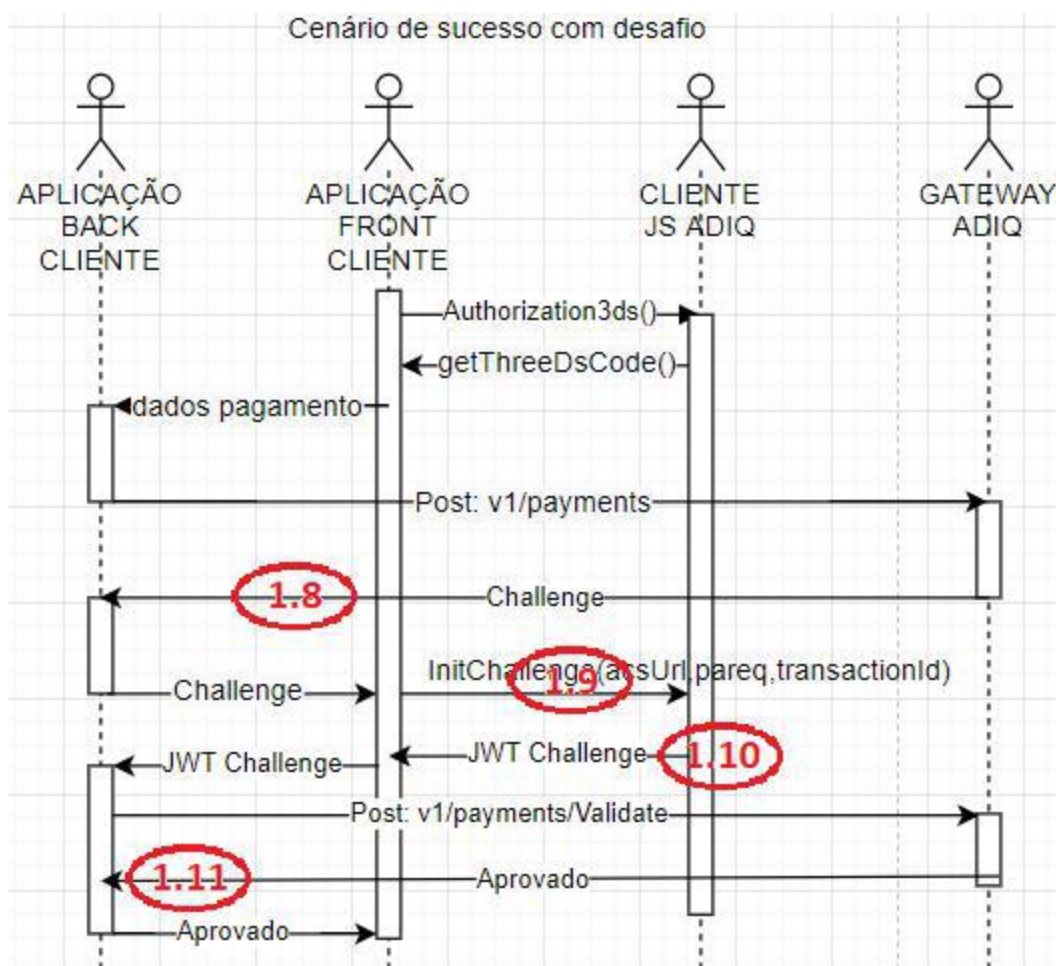 Cenário de sucesso com desafio
APLICAÇÃO
BACK
CLIENTE
APLICAÇÃO
FRONT
CLIENTE
CLIENTE
JS ADIQ
GATEWAY
ADIQ
Authorization3ds()
getThreeDsCode()
dados pagamento
Post: v1/payments
1.8
Challenge
InitChallenge(acsUrl,pareq,transactionId)
1.9
Challenge
JWT Challenge
1.10
JWT Challenge
Post: v1/payments/Validate
1.11
Aprovado
Aprovado